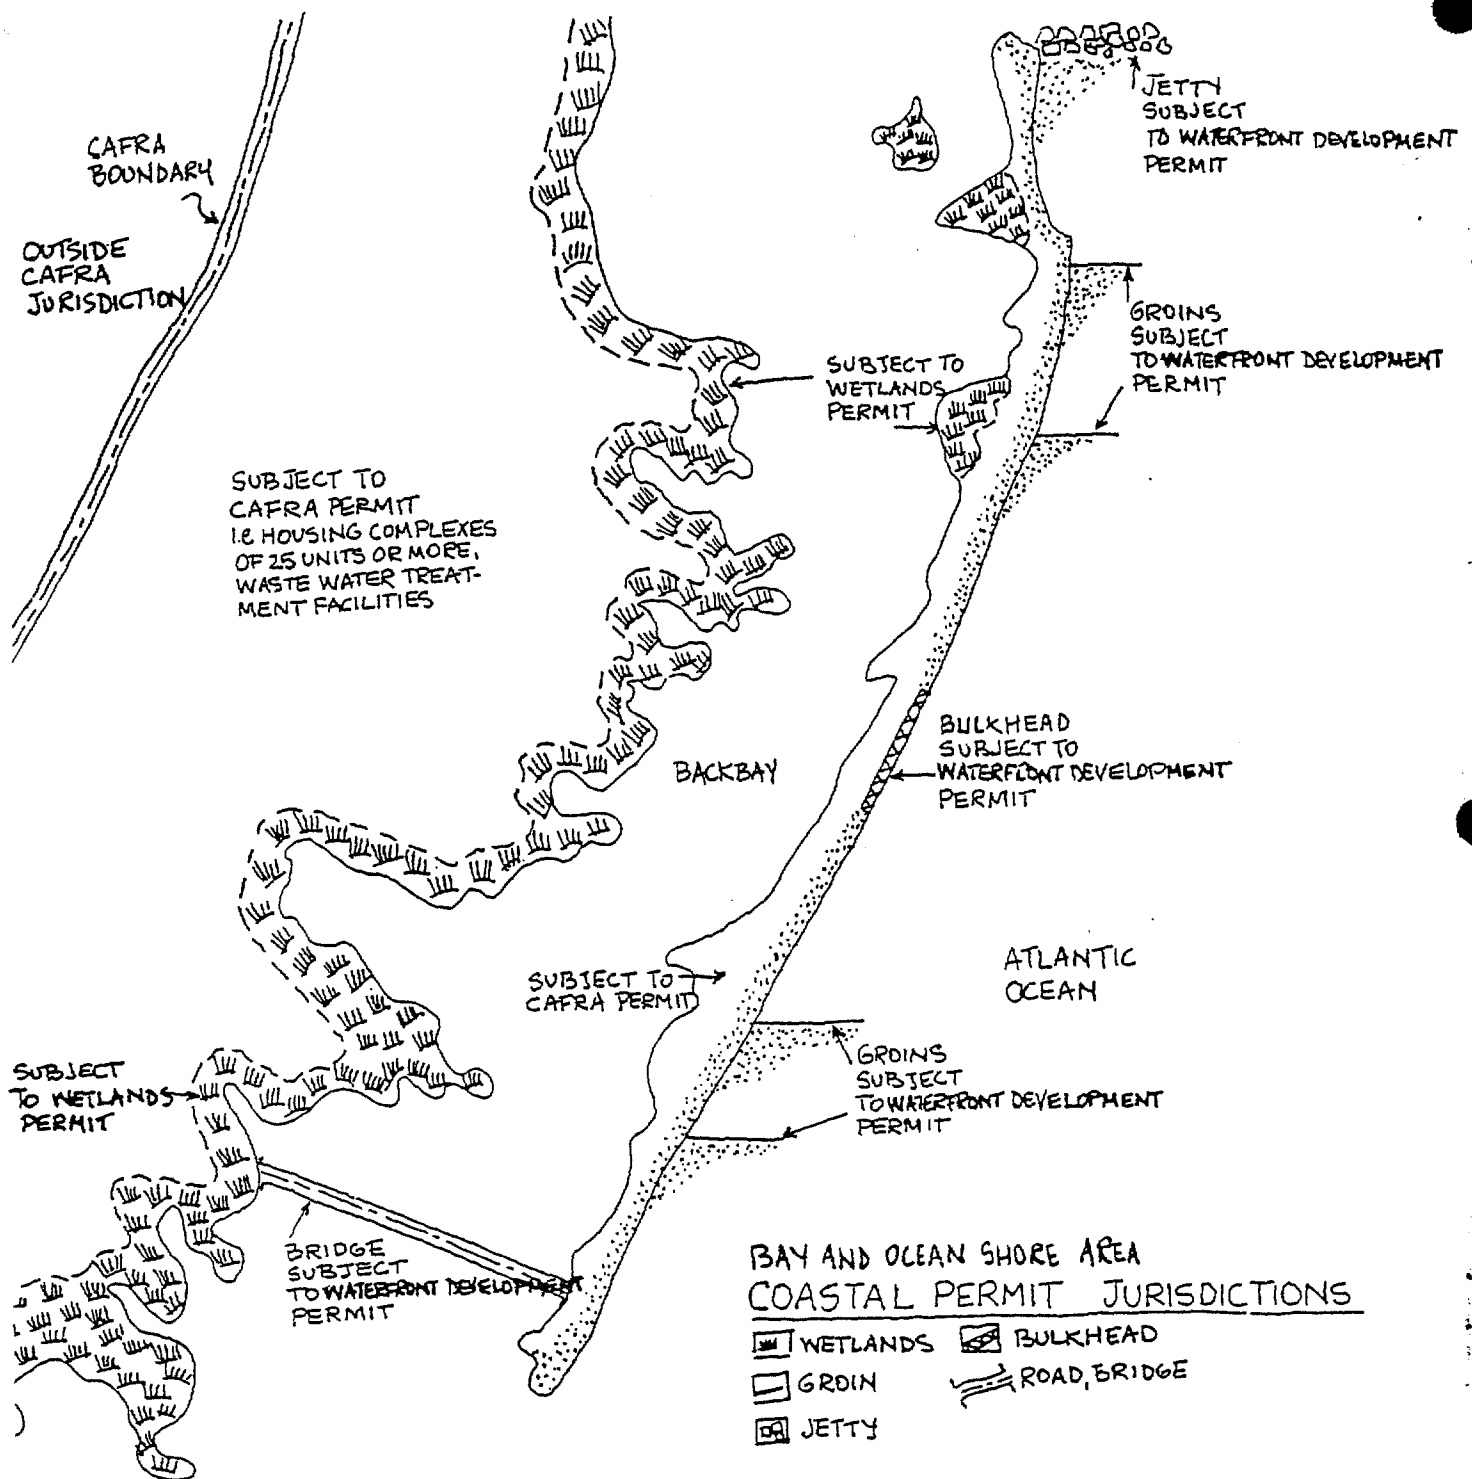 JETTY
SUBJECT
TO WATERFRONT DEVELOPMENT
PERMIT
CAFRA
BOUNDARY
OUTSIDE
CAFRA
JURISDICTION
GROINS
SUBJECT
TO WATERFRONT DEVELOPMENT
PERMIT
SUBJECT TO
WETLANDS
PERMIT
SUBJECT TO
CAFRA PERMIT
I.E HOUSING COMPLEXES
OF 25 UNITS OR MORE,
WASTE WATER TREAT-
MENT FACILITIES
BULKHEAD
SUBJECT TO
WATERFRONT DEVELOPMENT
PERMIT
BACKBAY
ATLANTIC
OCEAN
SUBJECT TO
CAFRA PERMIT
GROINS
SUBJECT
TO WATERFRONT DEVELOPMENT
PERMIT
SUBJECT
TO WETLANDS
PERMIT
BRIDGE
SUBJECT
TO WATERFRONT DEVELOPMENT
PERMIT
BAY AND OCEAN SHORE AREA
COASTAL PERMIT JURISDICTIONS
WETLANDS
BULKHEAD
GROIN
ROAD, BRIDGE
JETTY